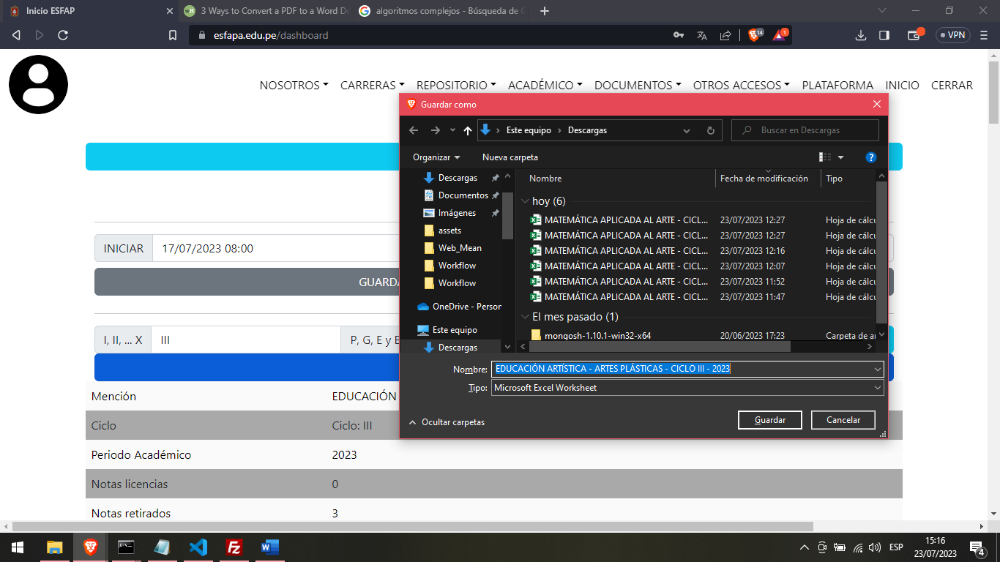 Inicio ESFAP
3 Ways to Convert a PDF to a Word Do
algoritmos complejos - Búsqueda de G
esfapa.edu.pe/dashboard
14
1
VPN
NOSOTROS CARRERAS REPOSITORIO ACADÉMICO DOCUMENTOS OTROS ACCESOS PLATAFORMA INICIO CERRAR
Guardar como
Este equipo Descargas
Buscar en Descargas
Organizar Nueva carpeta
?
Descargas
Documentos
Imágenes
assets
Web_Mean
Workflow
Workflow
OneDrive - Person
Este equipo
Descargas
Nombre Fecha de modificación Tipo
hoy (6)
MATEMÁTICA APLICADA AL ARTE - CICL... 23/07/2023 12:27 Hoja de cálcu
MATEMÁTICA APLICADA AL ARTE - CICL... 23/07/2023 12:27 Hoja de cálcu
MATEMÁTICA APLICADA AL ARTE - CICL... 23/07/2023 12:16 Hoja de cálcu
MATEMÁTICA APLICADA AL ARTE - CICL... 23/07/2023 12:07 Hoja de cálcu
MATEMÁTICA APLICADA AL ARTE - CICL... 23/07/2023 11:52 Hoja de cálcu
MATEMÁTICA APLICADA AL ARTE - CICL... 23/07/2023 11:47 Hoja de cálcu
El mes pasado (1)
mongosh-1.10.1-win32-x64 20/06/2023 17:23 Carpeta de a
Nombre: EDUCACIÓN ARTÍSTICA - ARTES PLÁSTICAS - CICLO III - 2023
Tipo: Microsoft Excel Worksheet
Ocultar carpetas
Guardar Cancelar
INICIAR 17/07/2023 08:00
GUARDA
I, II, ... X III P, G, E y E
Mención EDUCACIÓN
Ciclo Ciclo: III
Periodo Académico 2023
Notas licencias 0
Notas retirados 3
ESP
15:16
23/07/2023
4